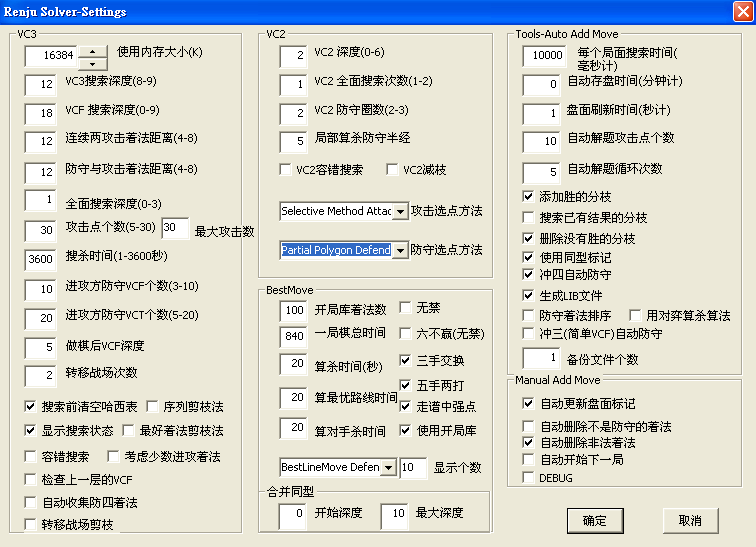 Renju Solver-Settings
VC3
16384 使用内存大小(K)
12 VC3搜索深度(8-9)
18 VCF 搜索深度(0-9)
12 连续两攻击着法距离(4-8)
12 防守与攻击着法距离(4-8)
1 全面搜索深度(0-3)
30 攻击点个数(5-30) 30 最大攻击数
3600 搜杀时间(1-3600秒)
10 进攻方防守VCF个数(3-10)
20 进攻方防守VCT个数(5-20)
5 做棋后VCF深度
2 转移战场次数
搜索前清空哈西表 序列剪枝法
显示搜索状态 最好着法剪枝法
容错搜索 考虑少数进攻着法
检查上一层的VCF
自动收集防四着法
转移战场剪枝
VC2
2 VC2 深度(0-6)
1 VC2 全面搜索次数(1-2)
2 VC2 防守圈数(2-3)
5 局部算杀防守半经
VC2容错搜索 VC2减枝
Selective Method Attac 攻击选点方法
Partial Polygon Defend 防守选点方法
BestMove
100 开局库着法数 无禁
840 一局棋总时间 六不赢(无禁)
20 算杀时间(秒) 三手交换
五手两打
20 算最优路线时间 走谱中强点
20 算对手杀时间 使用开局库
BestLineMove Defen 10 显示个数
合并同型
0 开始深度 10 最大深度
Tools-Auto Add Move
10000 每个局面搜索时间(
毫秒计)
0 自动存盘时间(分钟计)
1 盘面刷新时间(秒计)
10 自动解题攻击点个数
5 自动解题循环次数
添加胜的分枝
搜索已有结果的分枝
删除没有胜的分枝
使用同型标记
冲四自动防守
生成LIB文件
防守着法排序 用对弈算杀算法
冲三(简单VCF)自动防守
1 备份文件个数
Manual Add Move
自动更新盘面标记
自动删除不是防守的着法
自动删除非法着法
自动开始下一局
DEBUG
确定 取消